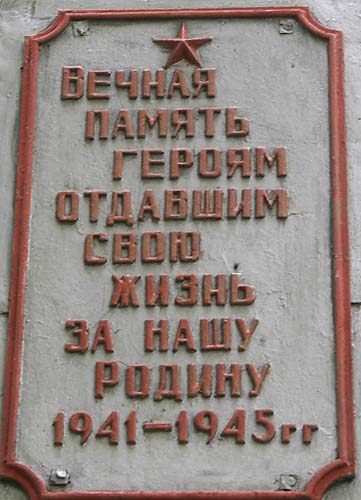 Вечная
память
героям
отдавшим
свою
жизнь
за нашу
Родину
1941-1945гг